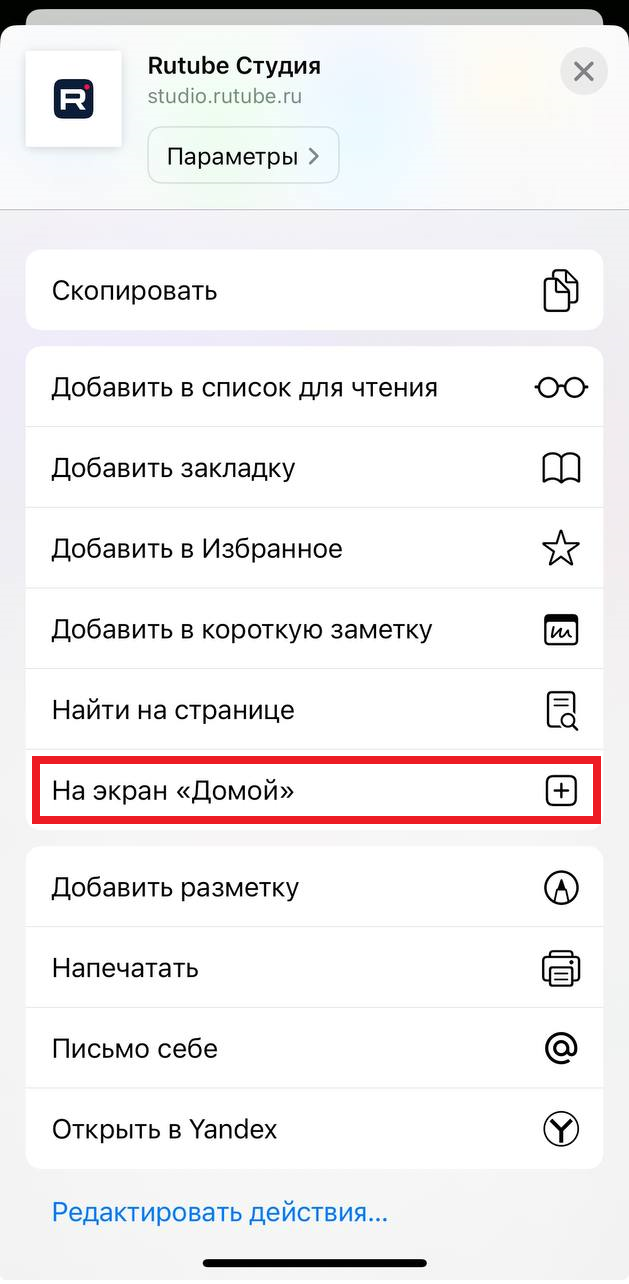 Rutube Студия
studio.rutube.ru
Параметры
Скопировать
Добавить в список для чтения
Добавить закладку
Добавить в Избранное
Добавить в короткую заметку
Найти на странице
На экран «Домой»
Добавить разметку
Напечатать
Письмо себе
Открыть в Yandex
Редактировать действия...